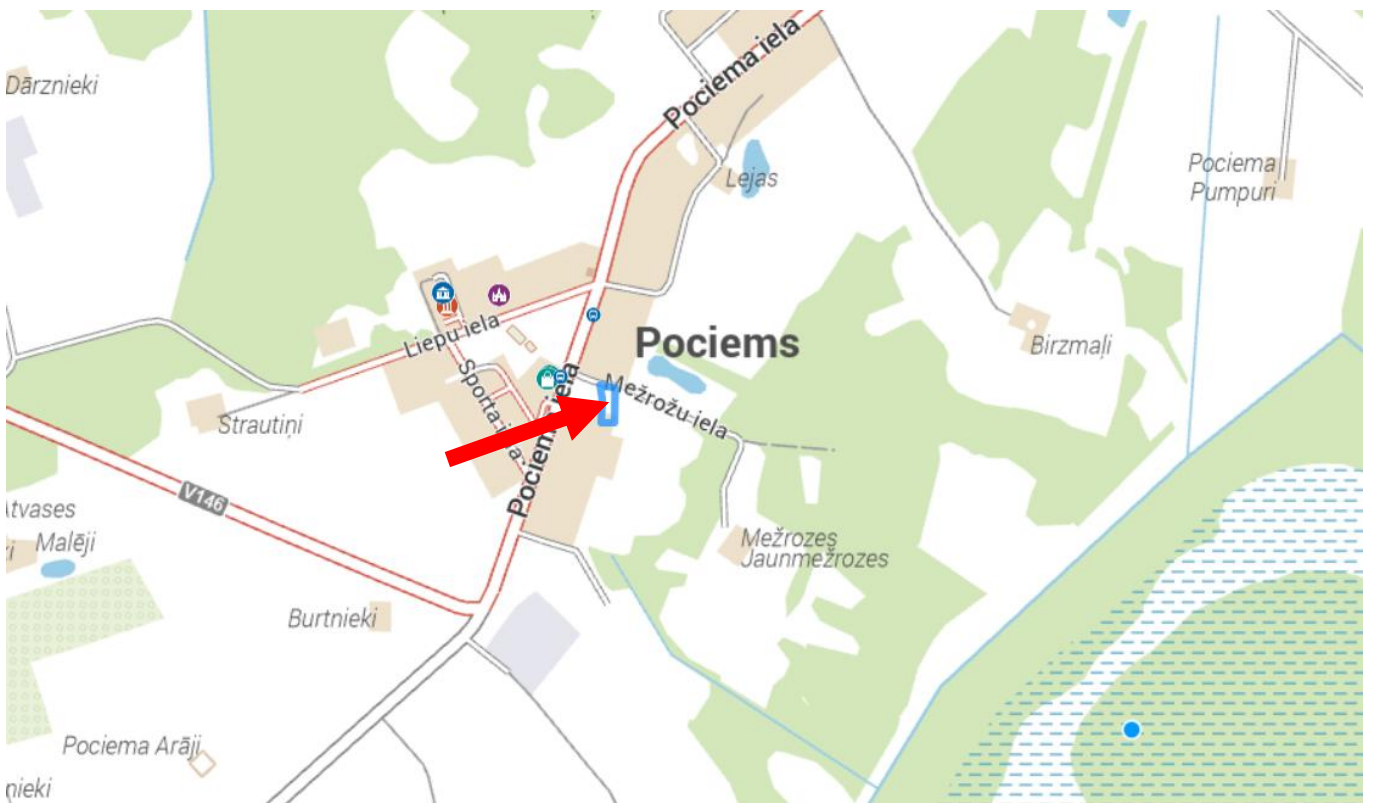 Pociema iela
Dārznieki
Lejas
Pociema
Pumpuri
Liepu iela
Pociems
Birzmaļi
Sporta iela
Mežrožu iela
Strautiņi
Pociema iela
V146
Atvases
Malēji
Mežrozes
Jaunmežrozes
Burtnieki
Pociema Arāji
nieki